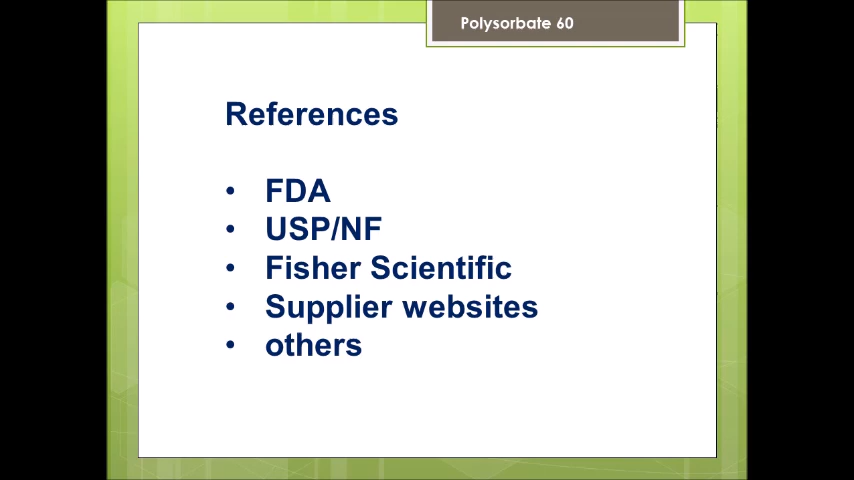 Polysorbate 60
References
• FDA
• USP/NF
• Fisher Scientific
• Supplier websites
• others